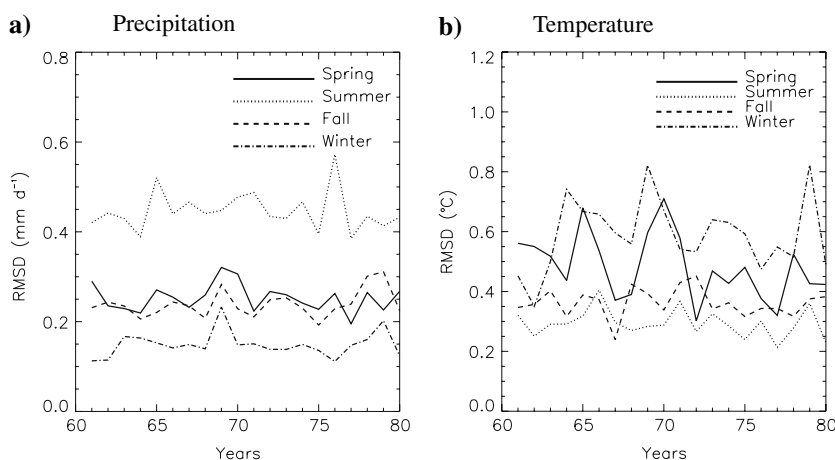 a) Precipitation
0.8
0.6
0.4
0.2
0.0
RMSD (mm d⁻¹)
Spring
Summer
Fall
Winter
60 65 70 75 80
Years
b) Temperature
1.2
1.0
0.8
0.6
0.4
0.2
0.0
RMSD (°C)
Spring
Summer
Fall
Winter
60 65 70 75 80
Years